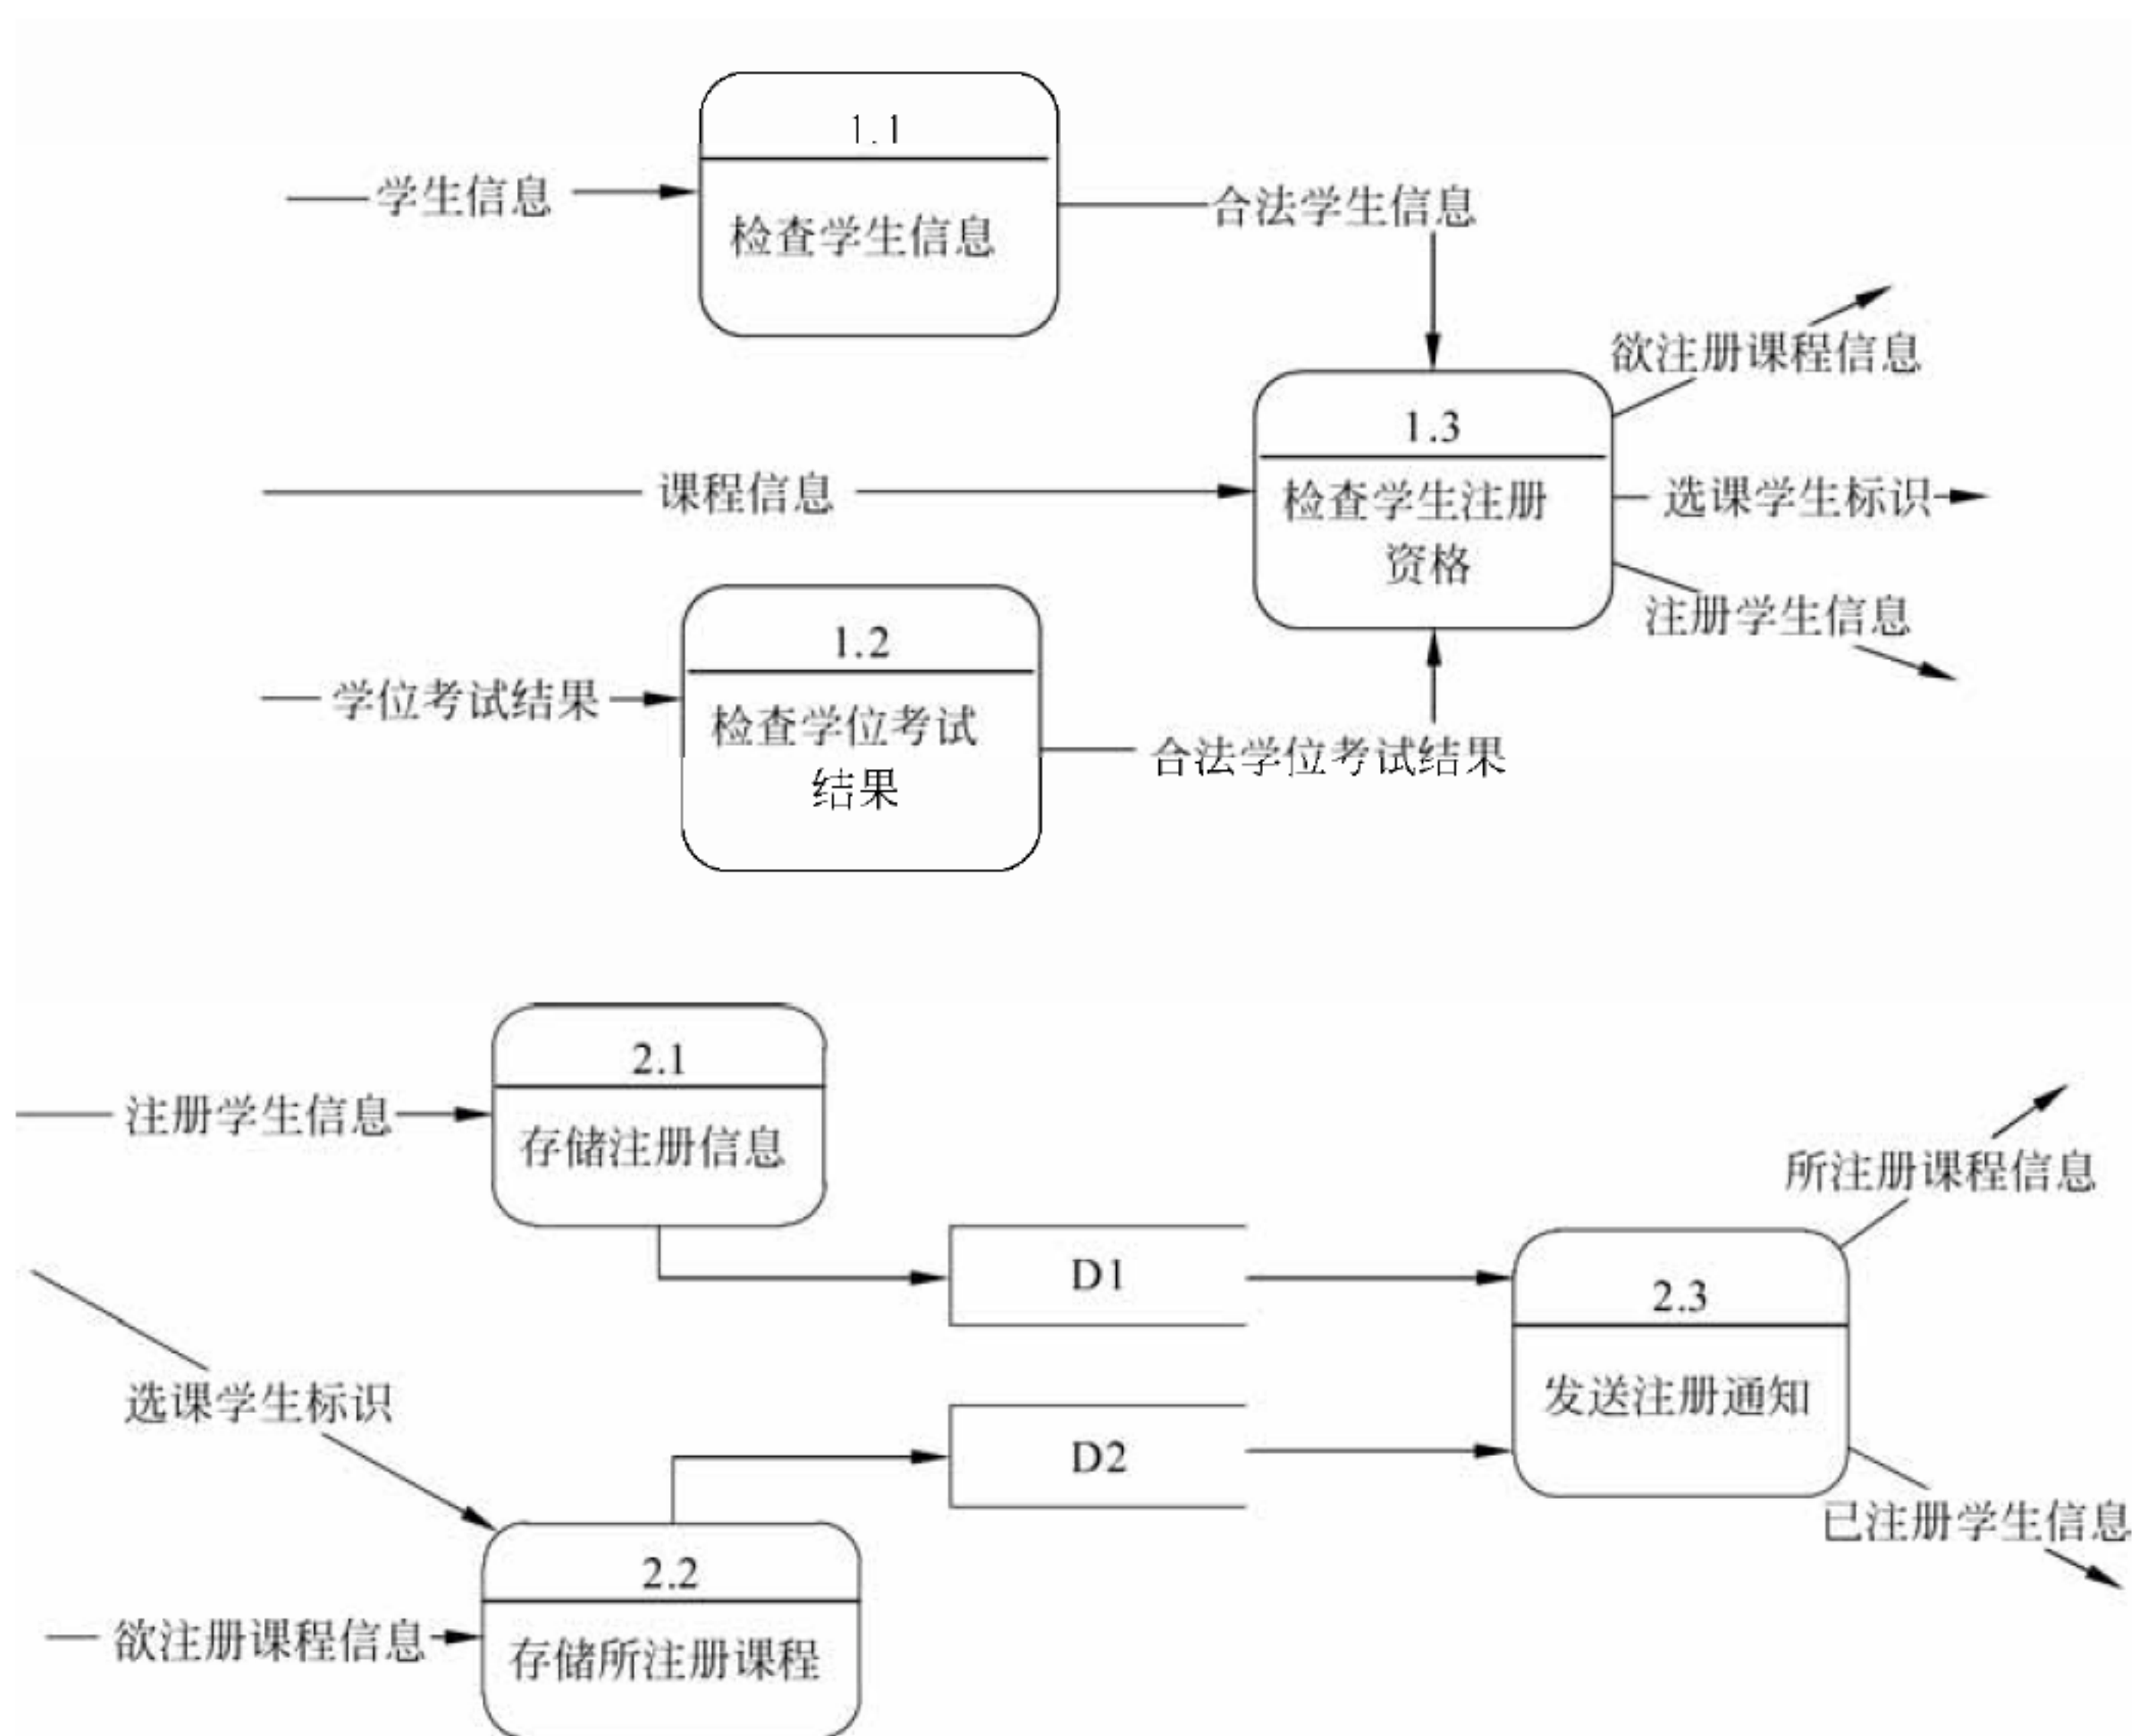 1.1
学生信息
检查学生信息
合法学生信息
欲注册课程信息
1.3
课程信息
检查学生注册
资格
选课学生标识
注册学生信息
1.2
学位考试结果
检查学位考试
结果
合法学位考试结果
2.1
注册学生信息
存储注册信息
所注册课程信息
D1
2.3
发送注册通知
选课学生标识
D2
已注册学生信息
2.2
欲注册课程信息
存储所注册课程